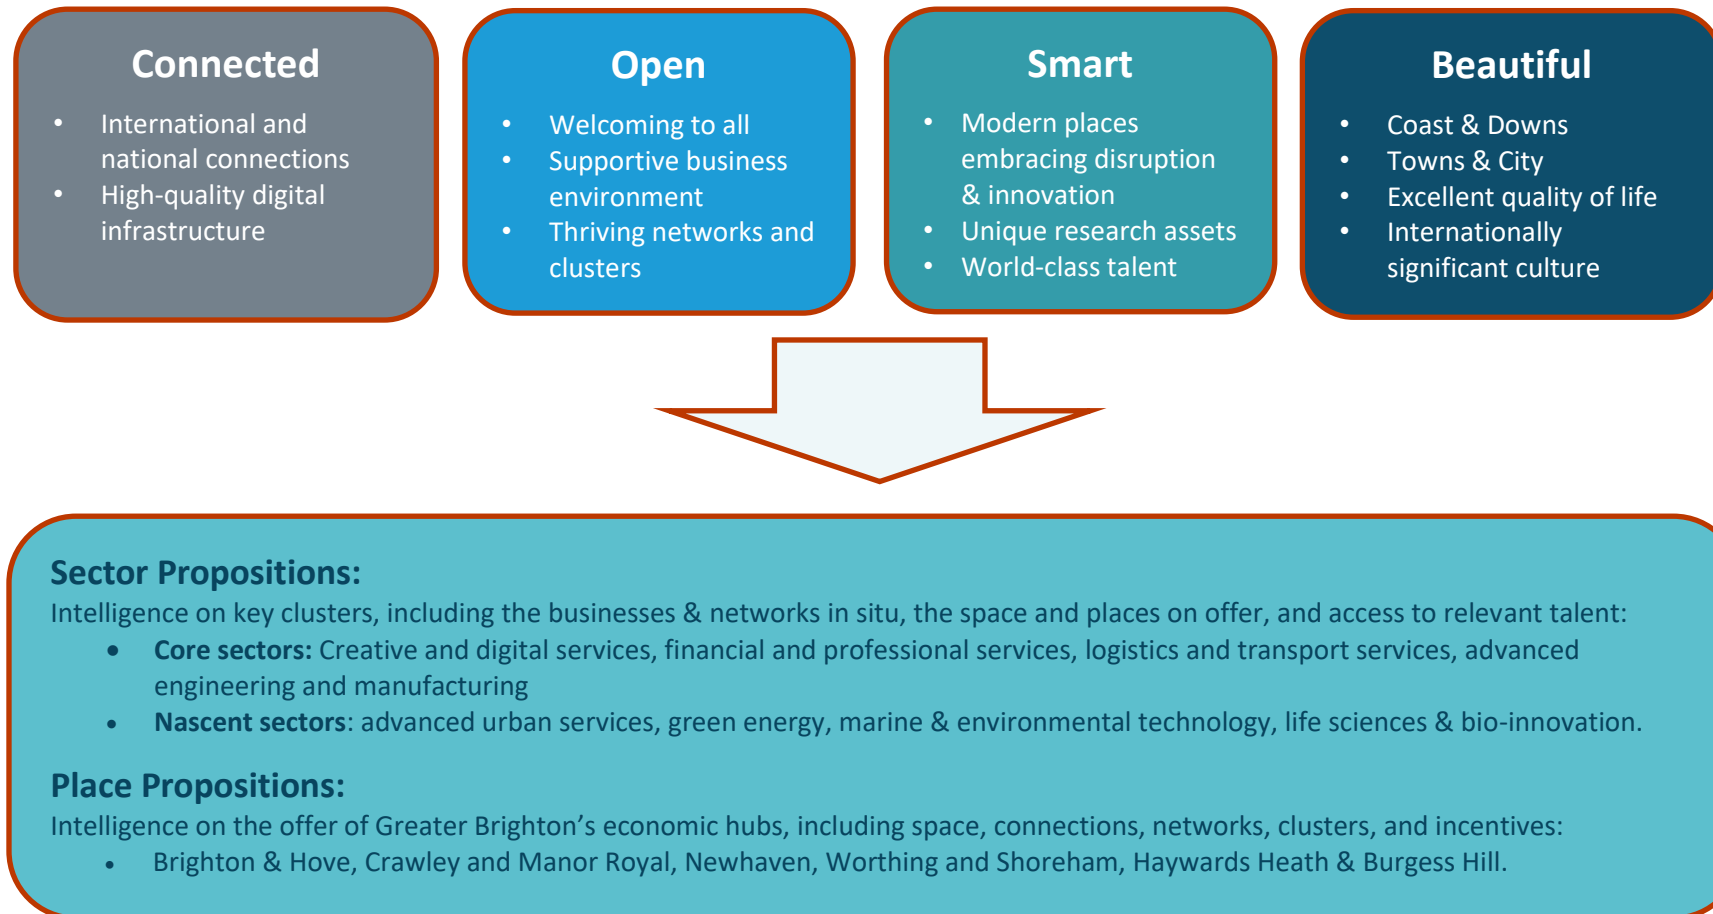 Connected
• International and
national connections
• High-quality digital
infrastructure
Open
• Welcoming to all
• Supportive business
environment
• Thriving networks and
clusters
Smart
• Modern places
embracing disruption
& innovation
• Unique research assets
• World-class talent
Beautiful
• Coast & Downs
• Towns & City
• Excellent quality of life
• Internationally
significant culture
Sector Propositions:
Intelligence on key clusters, including the businesses & networks in situ, the space and places on offer, and access to relevant talent:
• Core sectors: Creative and digital services, financial and professional services, logistics and transport services, advanced
engineering and manufacturing
• Nascent sectors: advanced urban services, green energy, marine & environmental technology, life sciences & bio-innovation.
Place Propositions:
Intelligence on the offer of Greater Brighton’s economic hubs, including space, connections, networks, clusters, and incentives:
• Brighton & Hove, Crawley and Manor Royal, Newhaven, Worthing and Shoreham, Haywards Heath & Burgess Hill.